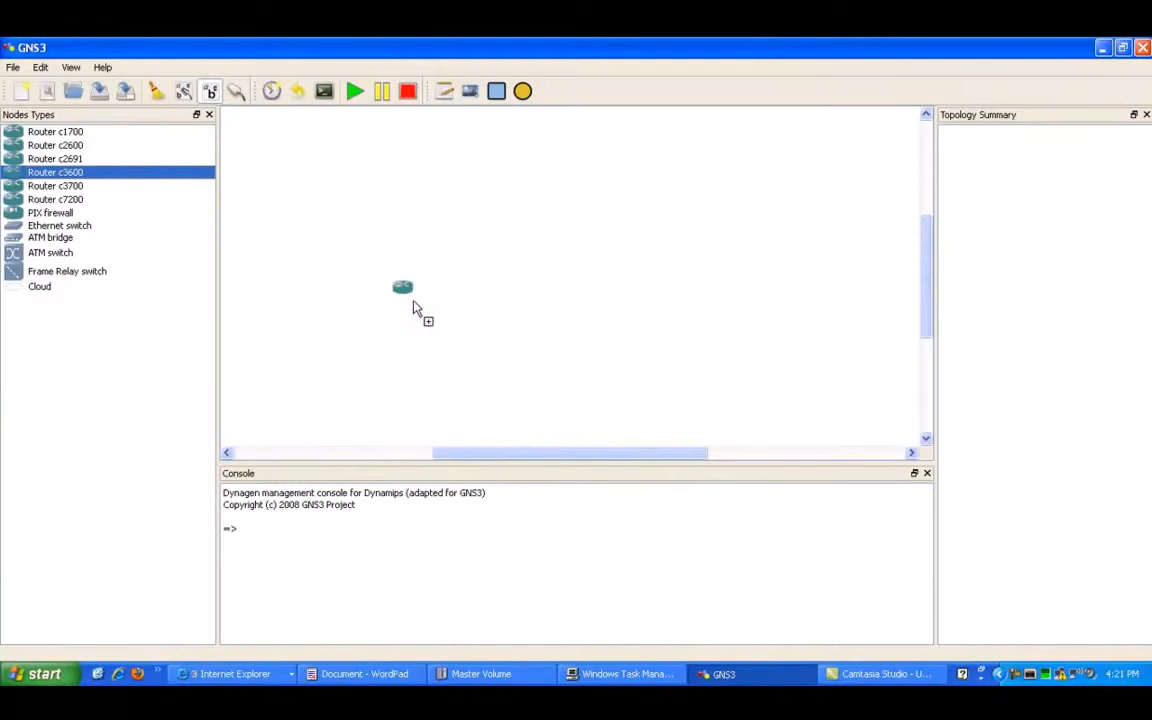 GNS3
File Edit View Help
Nodes Types
Topology Summary
Router c1700
Router c2600
Router c2691
Router c3600
Router c3700
Router c7200
PIX firewall
Ethernet switch
ATM bridge
ATM switch
Frame Relay switch
Cloud
Console
Dynagen management console for Dynamips (adapted for GNS3)
Copyright (c) 2008 GNS3 Project
=>
start
3 Internet Explorer
Document - WordPad
Master Volume
Windows Task Mana...
GNS3
Camtasia Studio - U...
4:21 PM